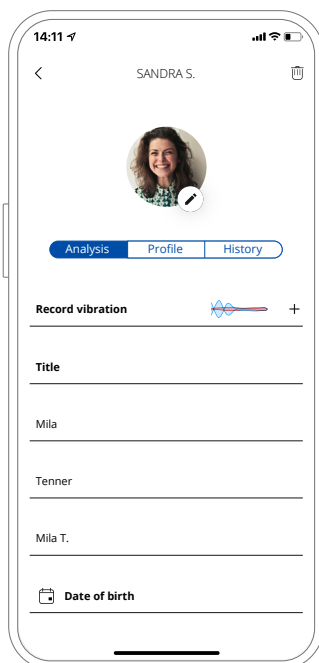 14:11
SANDRA S.
Analysis Profile History
Record vibration
Title
Mila
Tenner
Mila T.
Date of birth